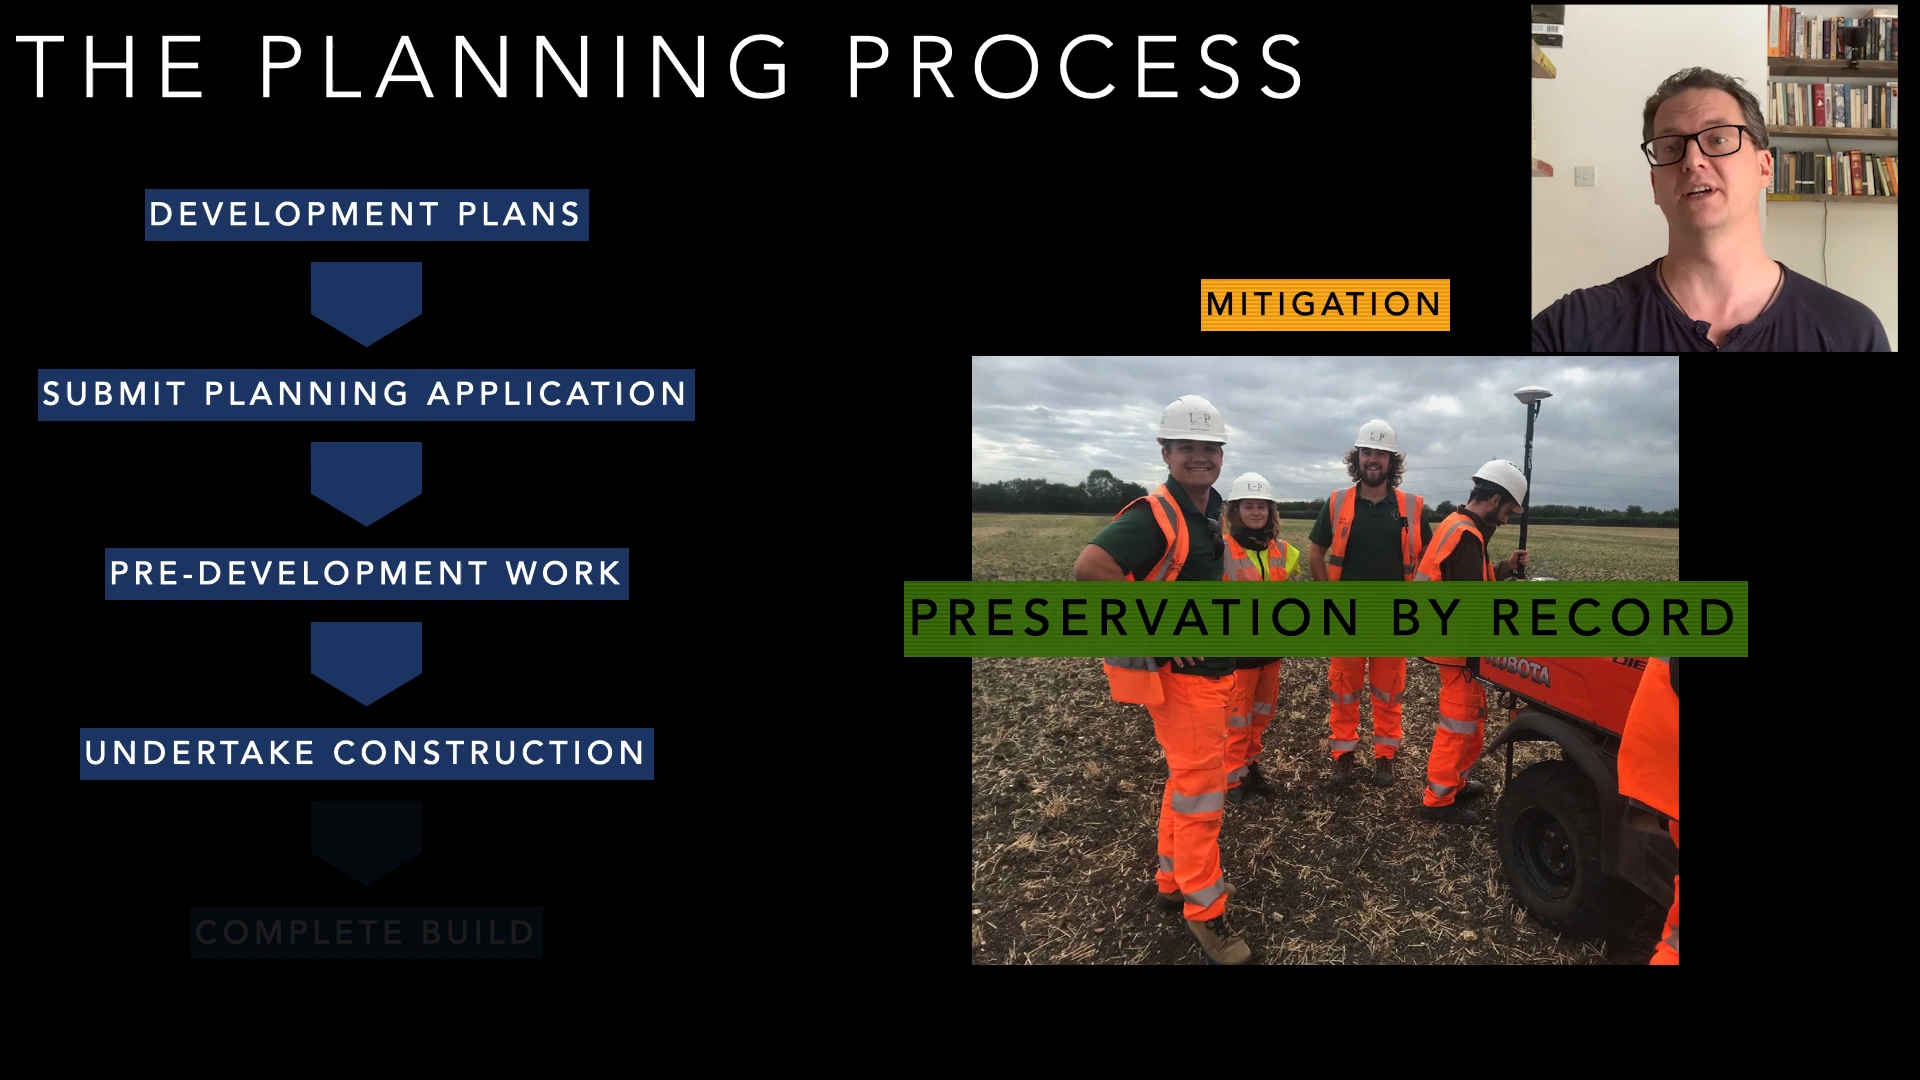 THE PLANNING PROCESS
DEVELOPMENT PLANS
SUBMIT PLANNING APPLICATION
PRE-DEVELOPMENT WORK
UNDERTAKE CONSTRUCTION
COMPLETE BUILD
MITIGATION
L-P
L-P
L-P
PRESERVATION BY RECORD
KUBOTA
DIE